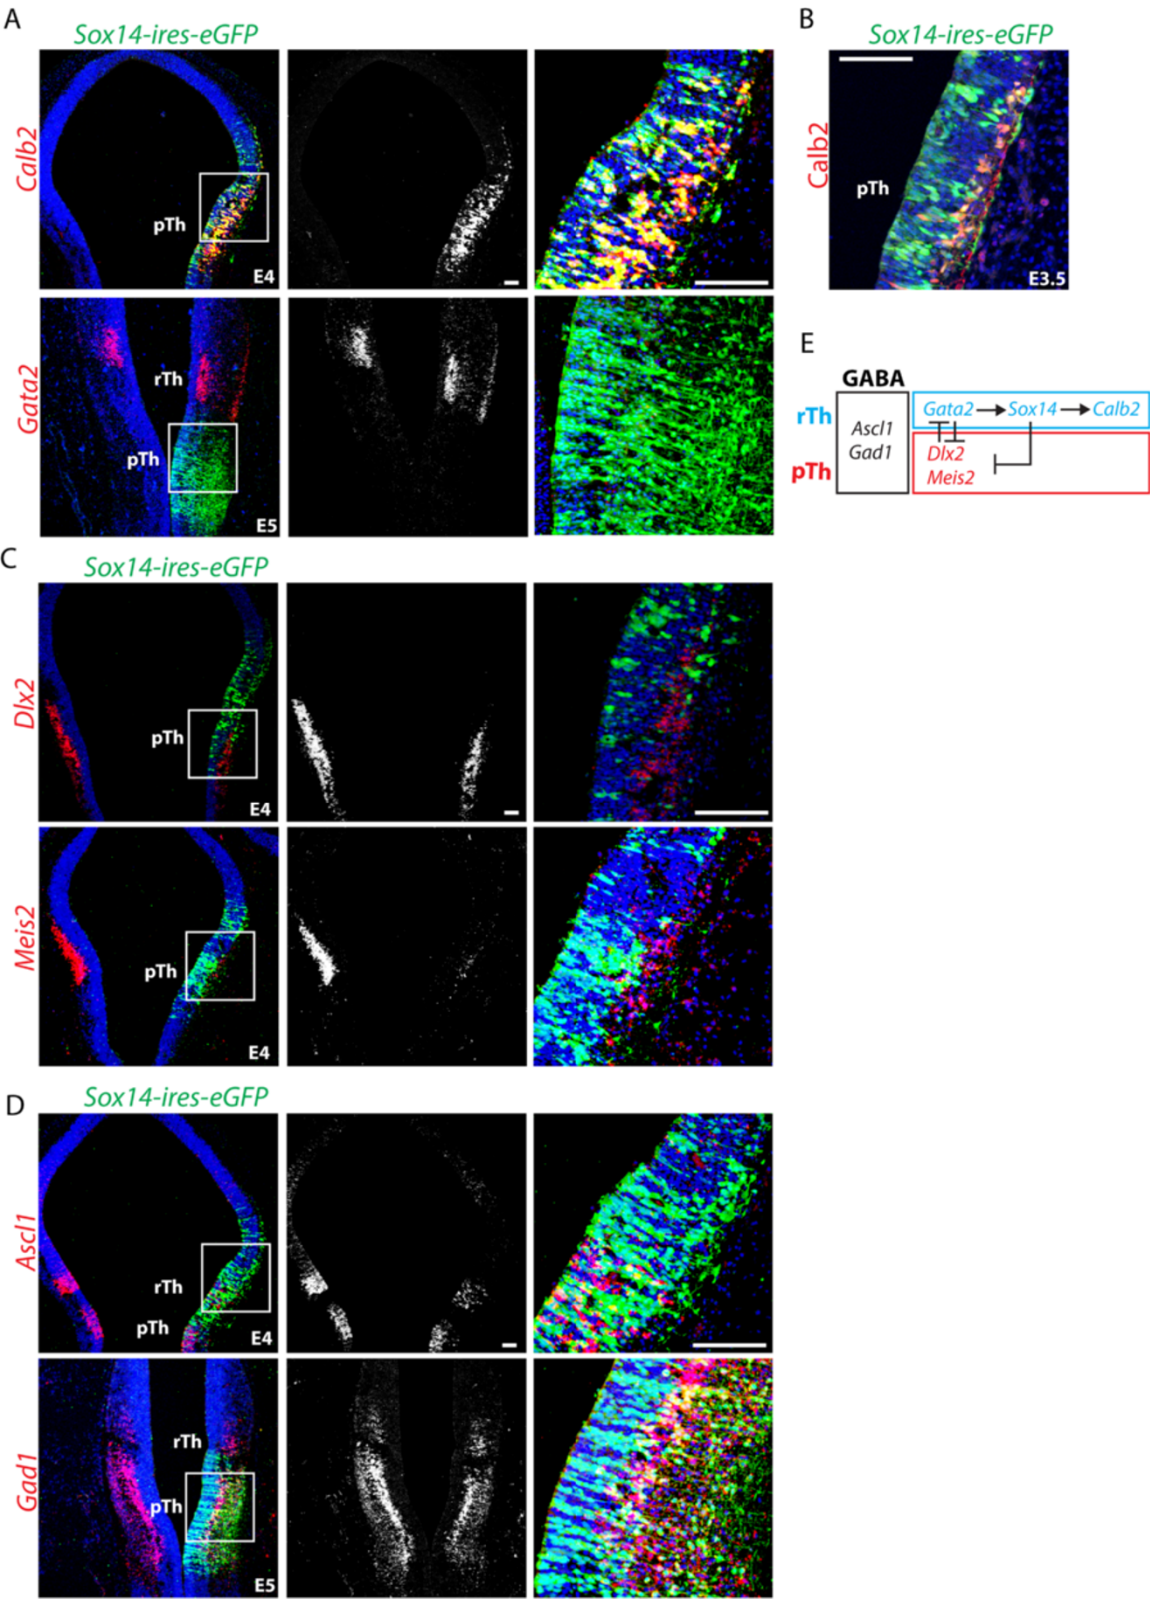 A
Sox14-ires-eGFP
Calb2
pTh
E4
Gata2
rTh
pTh
E5
B
Sox14-ires-eGFP
Calb2
pTh
E3.5
E
GABA
rTh
pTh
Ascl1
Gad1
Gata2 Sox14 Calb2
Dlx2
Meis2
C
Sox14-ires-eGFP
Dlx2
pTh
E4
Meis2
pTh
E4
D
Sox14-ires-eGFP
Ascl1
rTh
pTh
E4
Gad1
rTh
pTh
E5